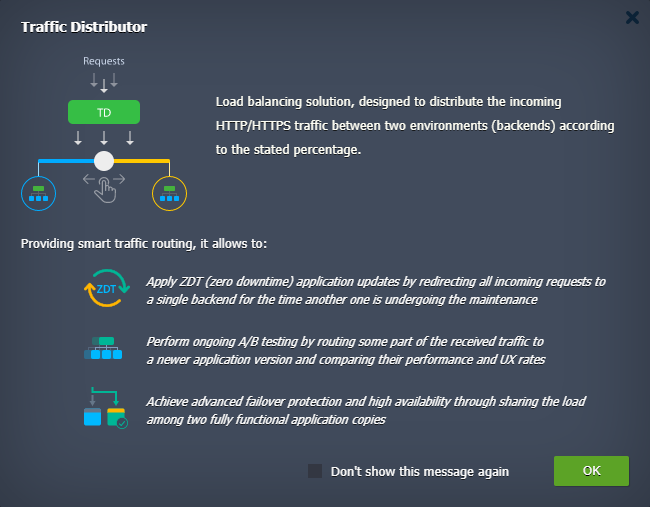 Traffic Distributor
Requests
TD
Load balancing solution, designed to distribute the incoming
HTTP/HTTPS traffic between two environments (backends) according
to the stated percentage.
Providing smart traffic routing, it allows to:
ZDT
Apply ZDT (zero downtime) application updates by redirecting all incoming requests to
a single backend for the time another one is undergoing the maintenance
Perform ongoing A/B testing by routing some part of the received traffic to
a newer application version and comparing their performance and UX rates
Achieve advanced failover protection and high availability through sharing the load
among two fully functional application copies
Don't show this message again
OK